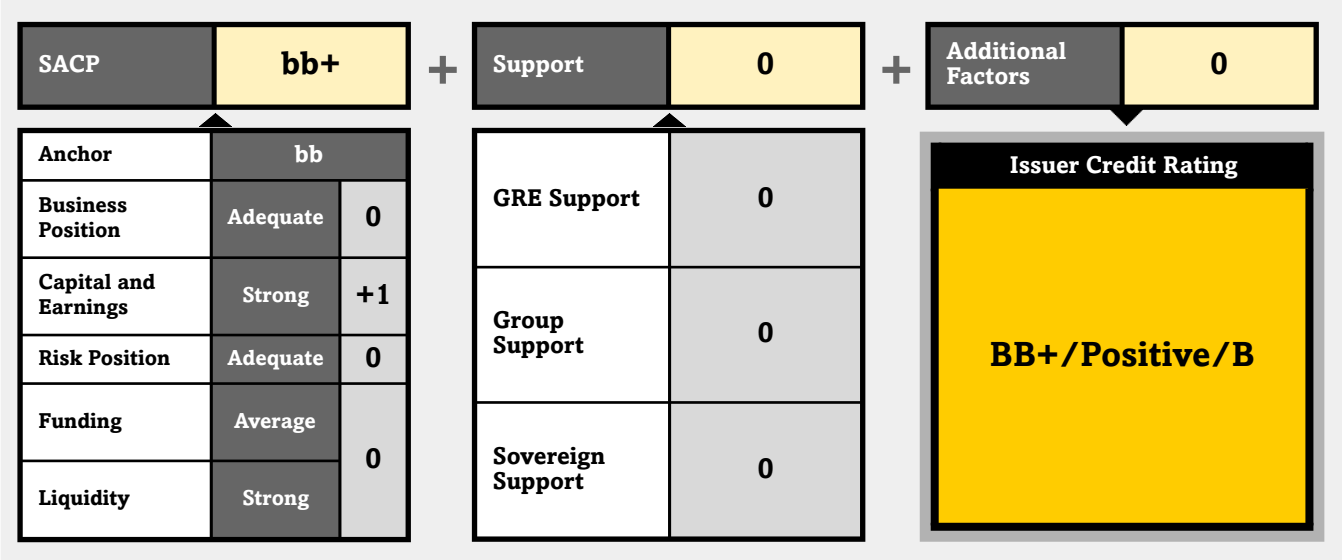 SACP bb+ + Support 0 + Additional Factors 0
Anchor bb
Business Position Adequate 0
Capital and Earnings Strong +1
Risk Position Adequate 0
Funding Average 0
Liquidity Strong
GRE Support 0
Group Support 0
Sovereign Support 0
Issuer Credit Rating
BB+/Positive/B